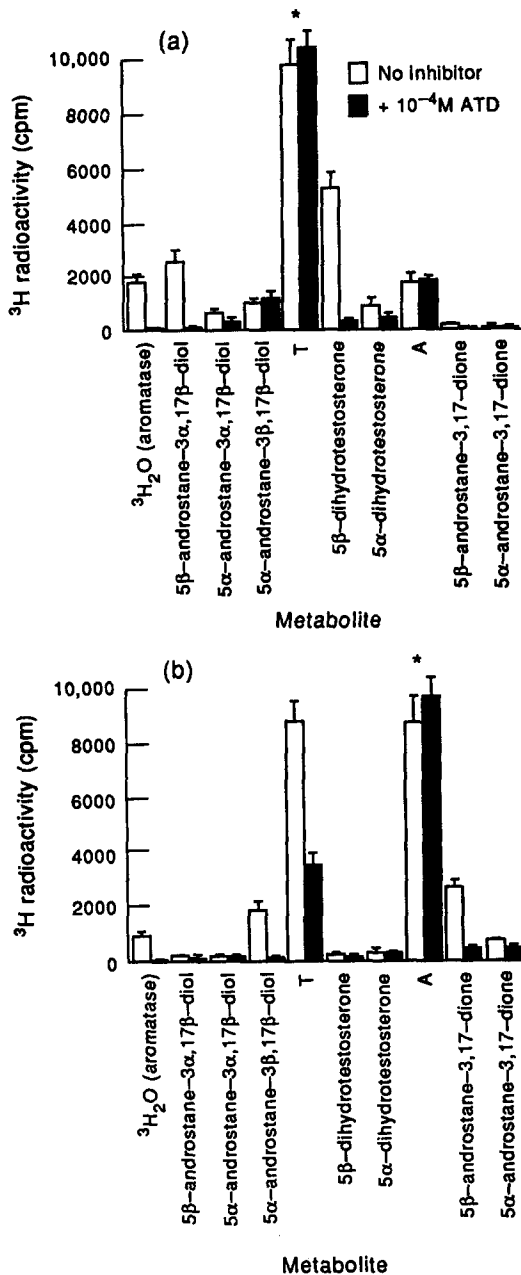 (a)
*
10,000
8000
6000
4000
2000
0
³H radioactivity (cpm)
No inhibitor
+ 10⁻⁴M ATD
³H₂O (aromatase)
5β-androstane-3α,17β-diol
5α-androstane-3α,17β-diol
5α-androstane-3β,17β-diol
T
5β-dihydrotestosterone
5α-dihydrotestosterone
A
5β-androstane-3,17-dione
5α-androstane-3,17-dione
Metabolite
(b)
*
10,000
8000
6000
4000
2000
0
³H radioactivity (cpm)
³H₂O (aromatase)
5β-androstane-3α,17β-diol
5α-androstane-3α,17β-diol
5α-androstane-3β,17β-diol
T
5β-dihydrotestosterone
5α-dihydrotestosterone
A
5β-androstane-3,17-dione
5α-androstane-3,17-dione
Metabolite